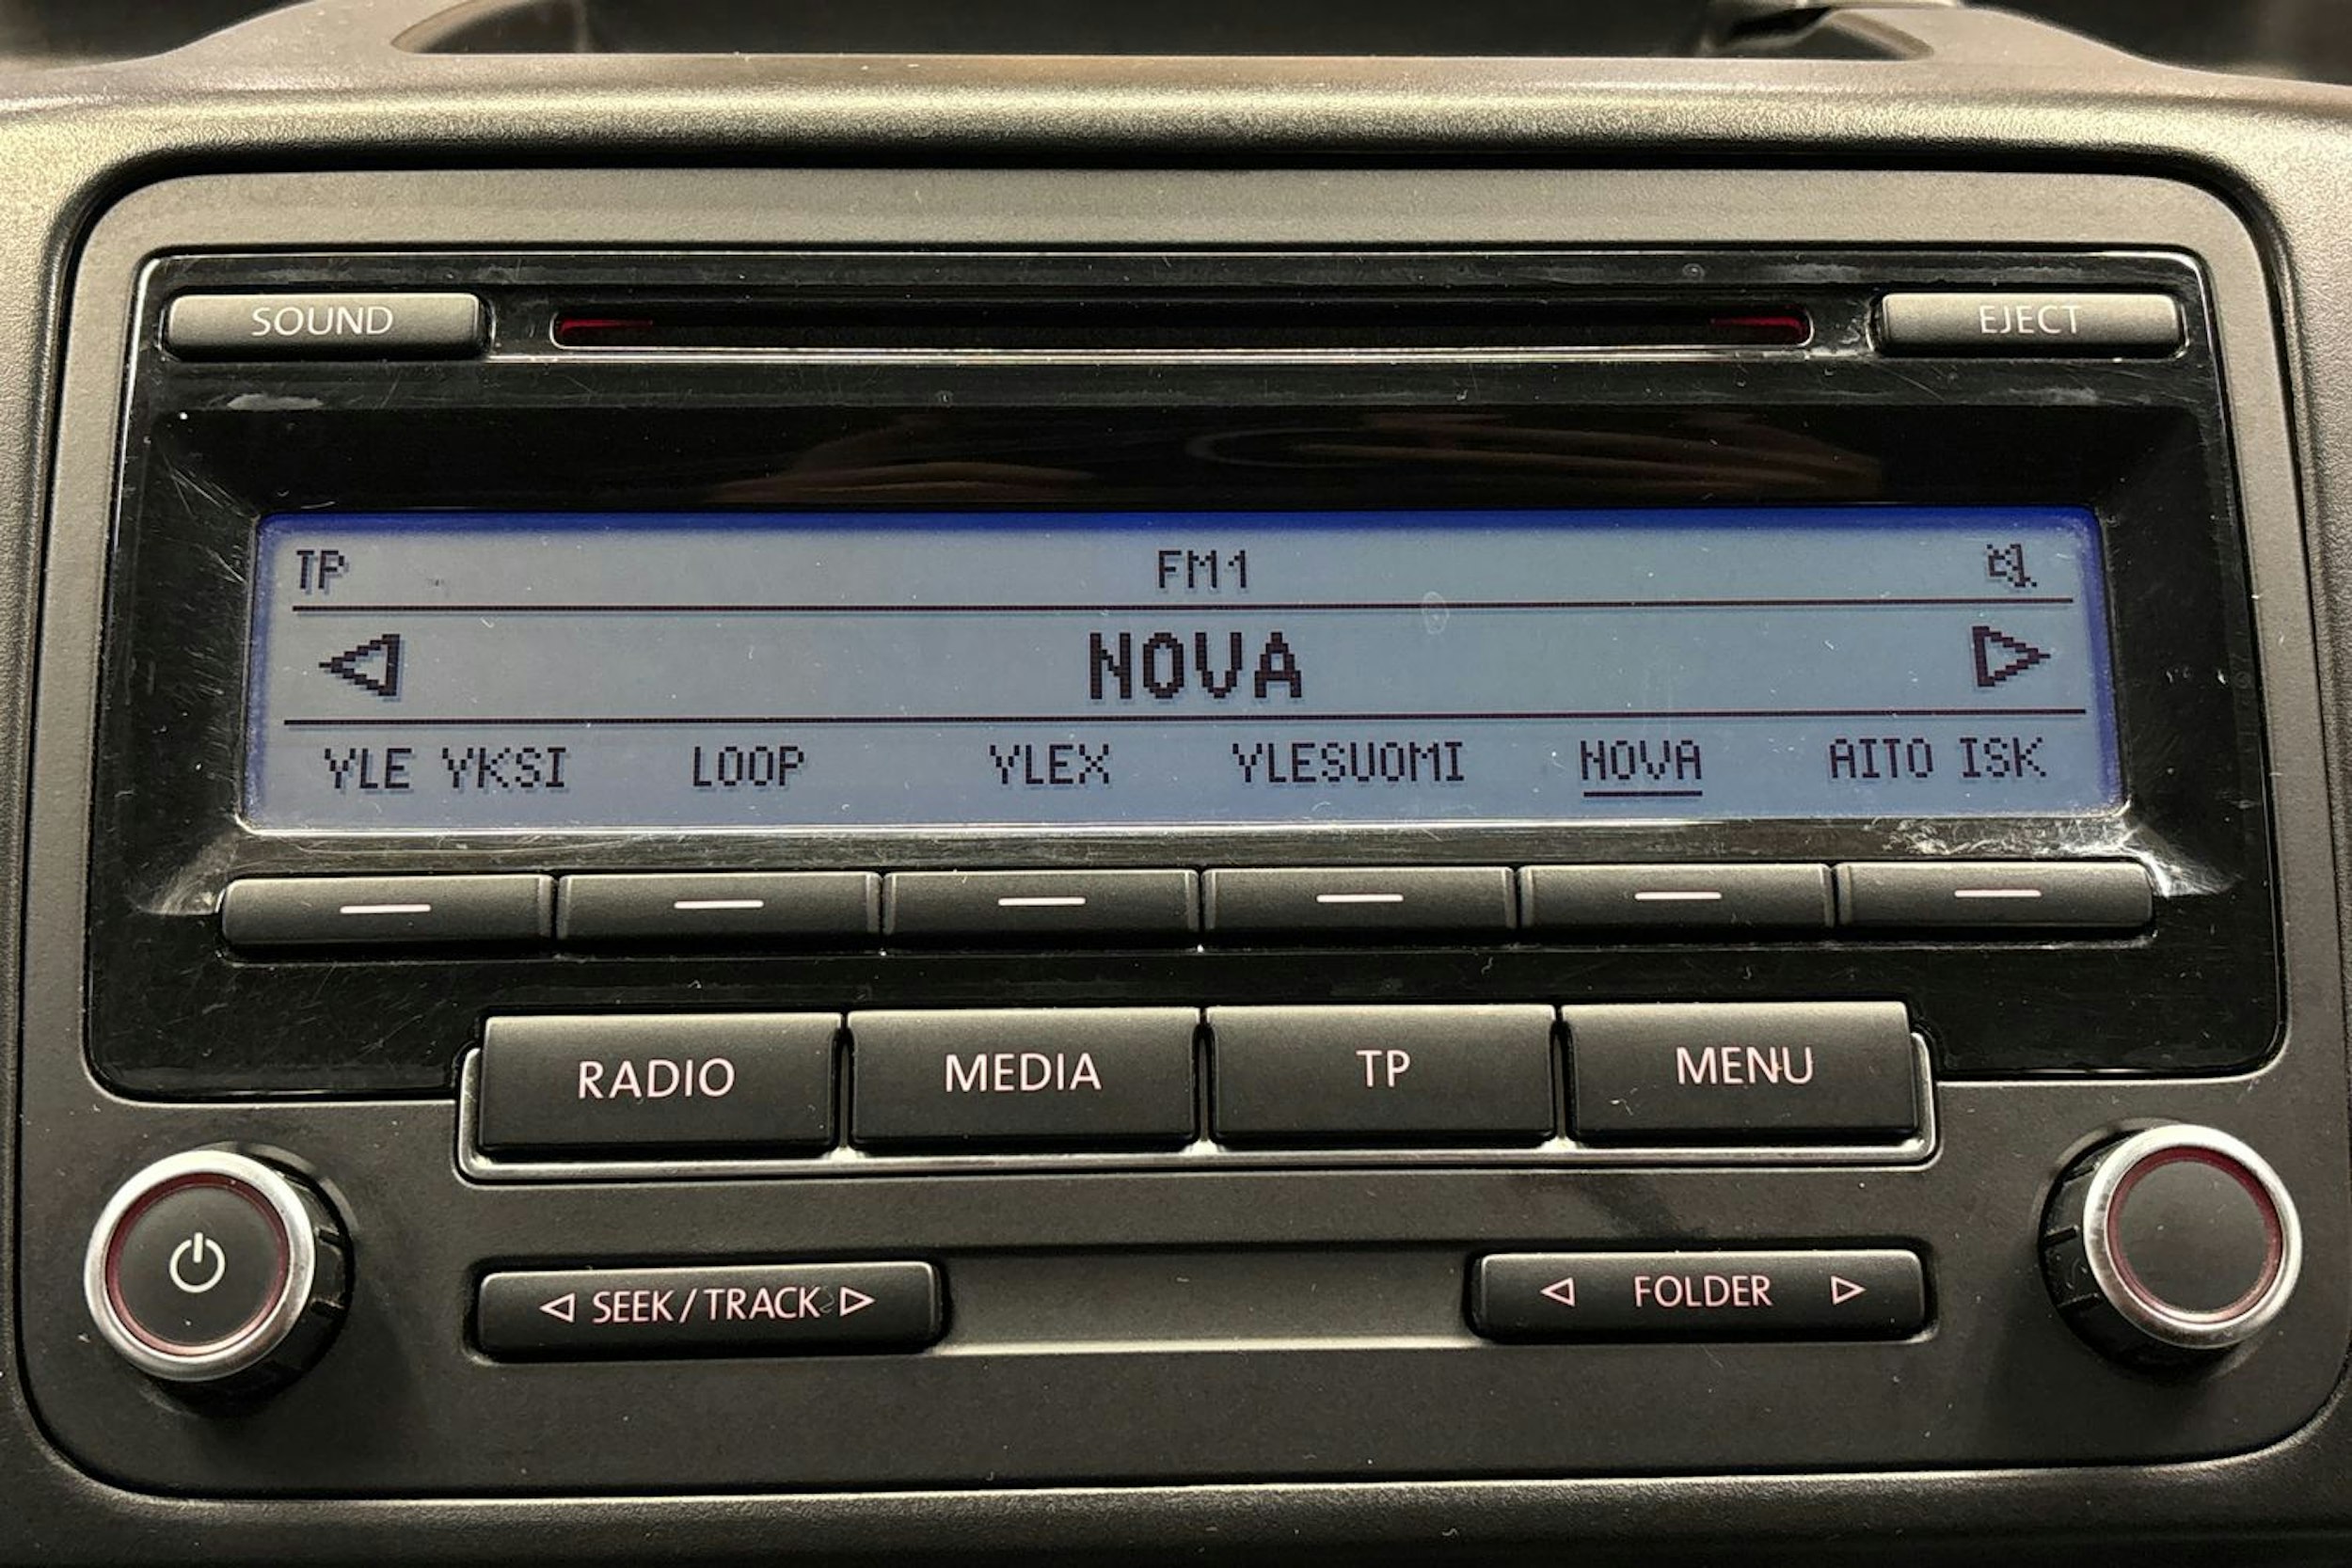 SOUND EJECT
TP FM1
NOVA
YLE YKSI LOOP YLEX YLESUOMI NOVA AITO ISK
RADIO MEDIA TP MENU
SEEK/TRACK FOLDER